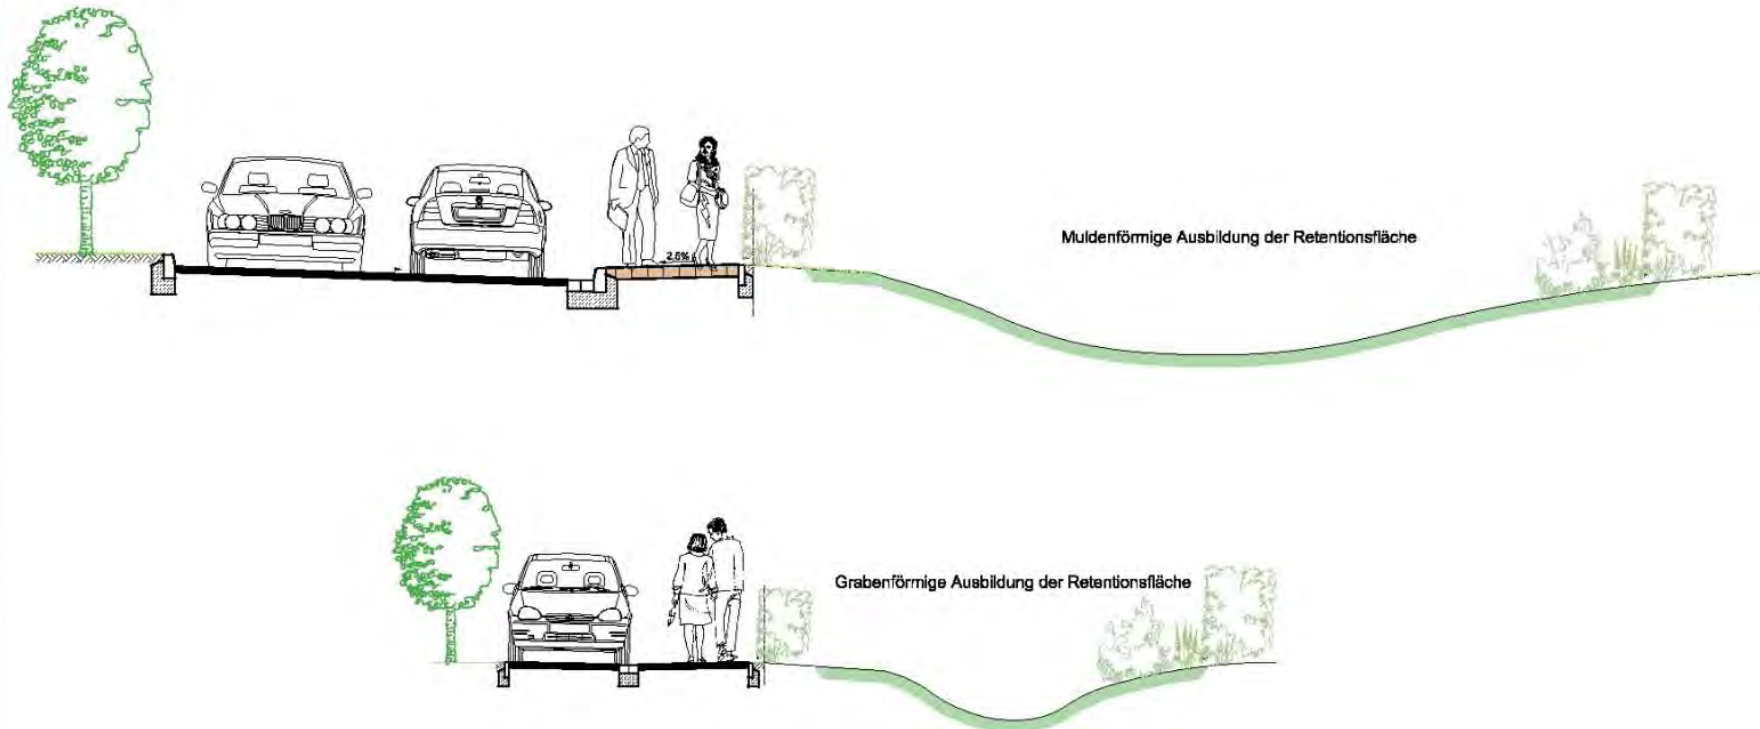 2,5%
Muldenförmige Ausbildung der Retentionsfläche
Grabenförmige Ausbildung der Retentionsfläche